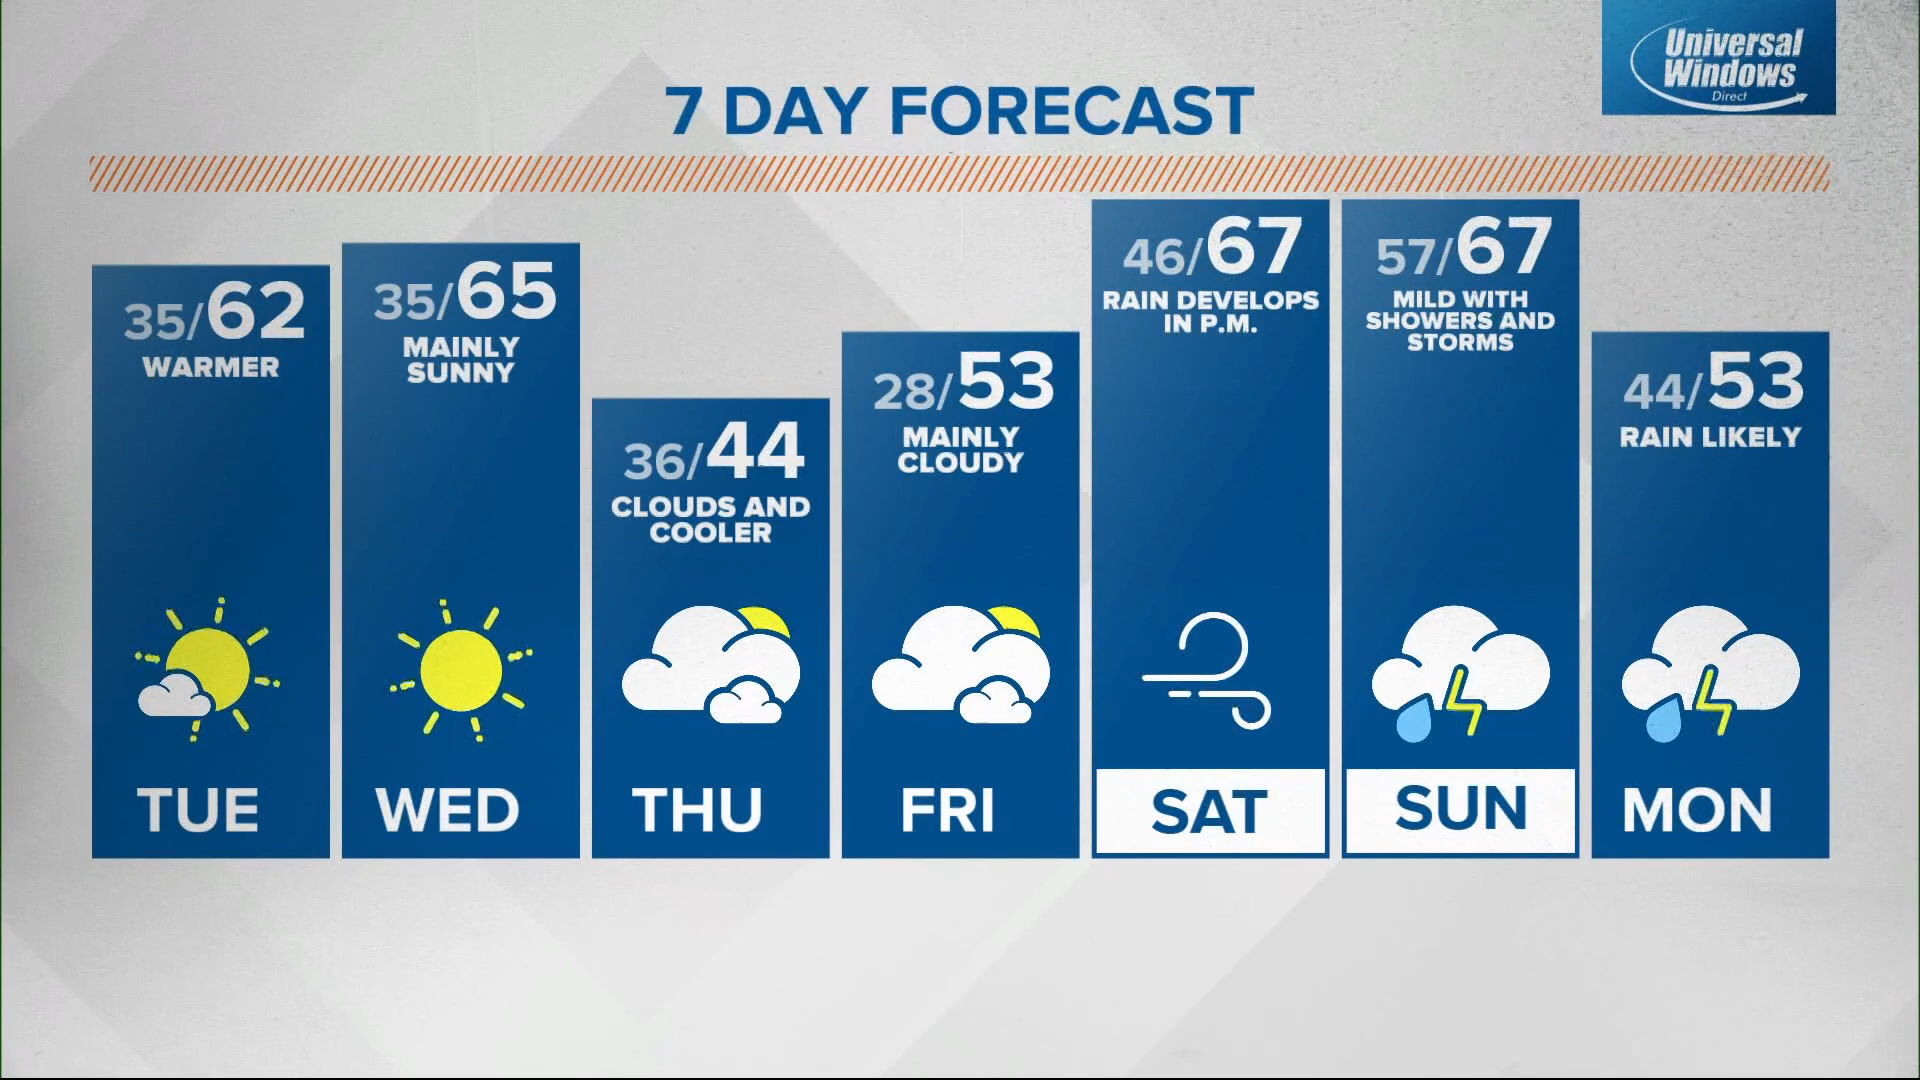 Universal
Windows
Direct
7 DAY FORECAST
35/62
WARMER
TUE
35/65
MAINLY
SUNNY
WED
36/44
CLOUDS AND
COOLER
THU
28/53
MAINLY
CLOUDY
FRI
46/67
RAIN DEVELOPS
IN P.M.
SAT
57/67
MILD WITH
SHOWERS AND
STORMS
SUN
44/53
RAIN LIKELY
MON